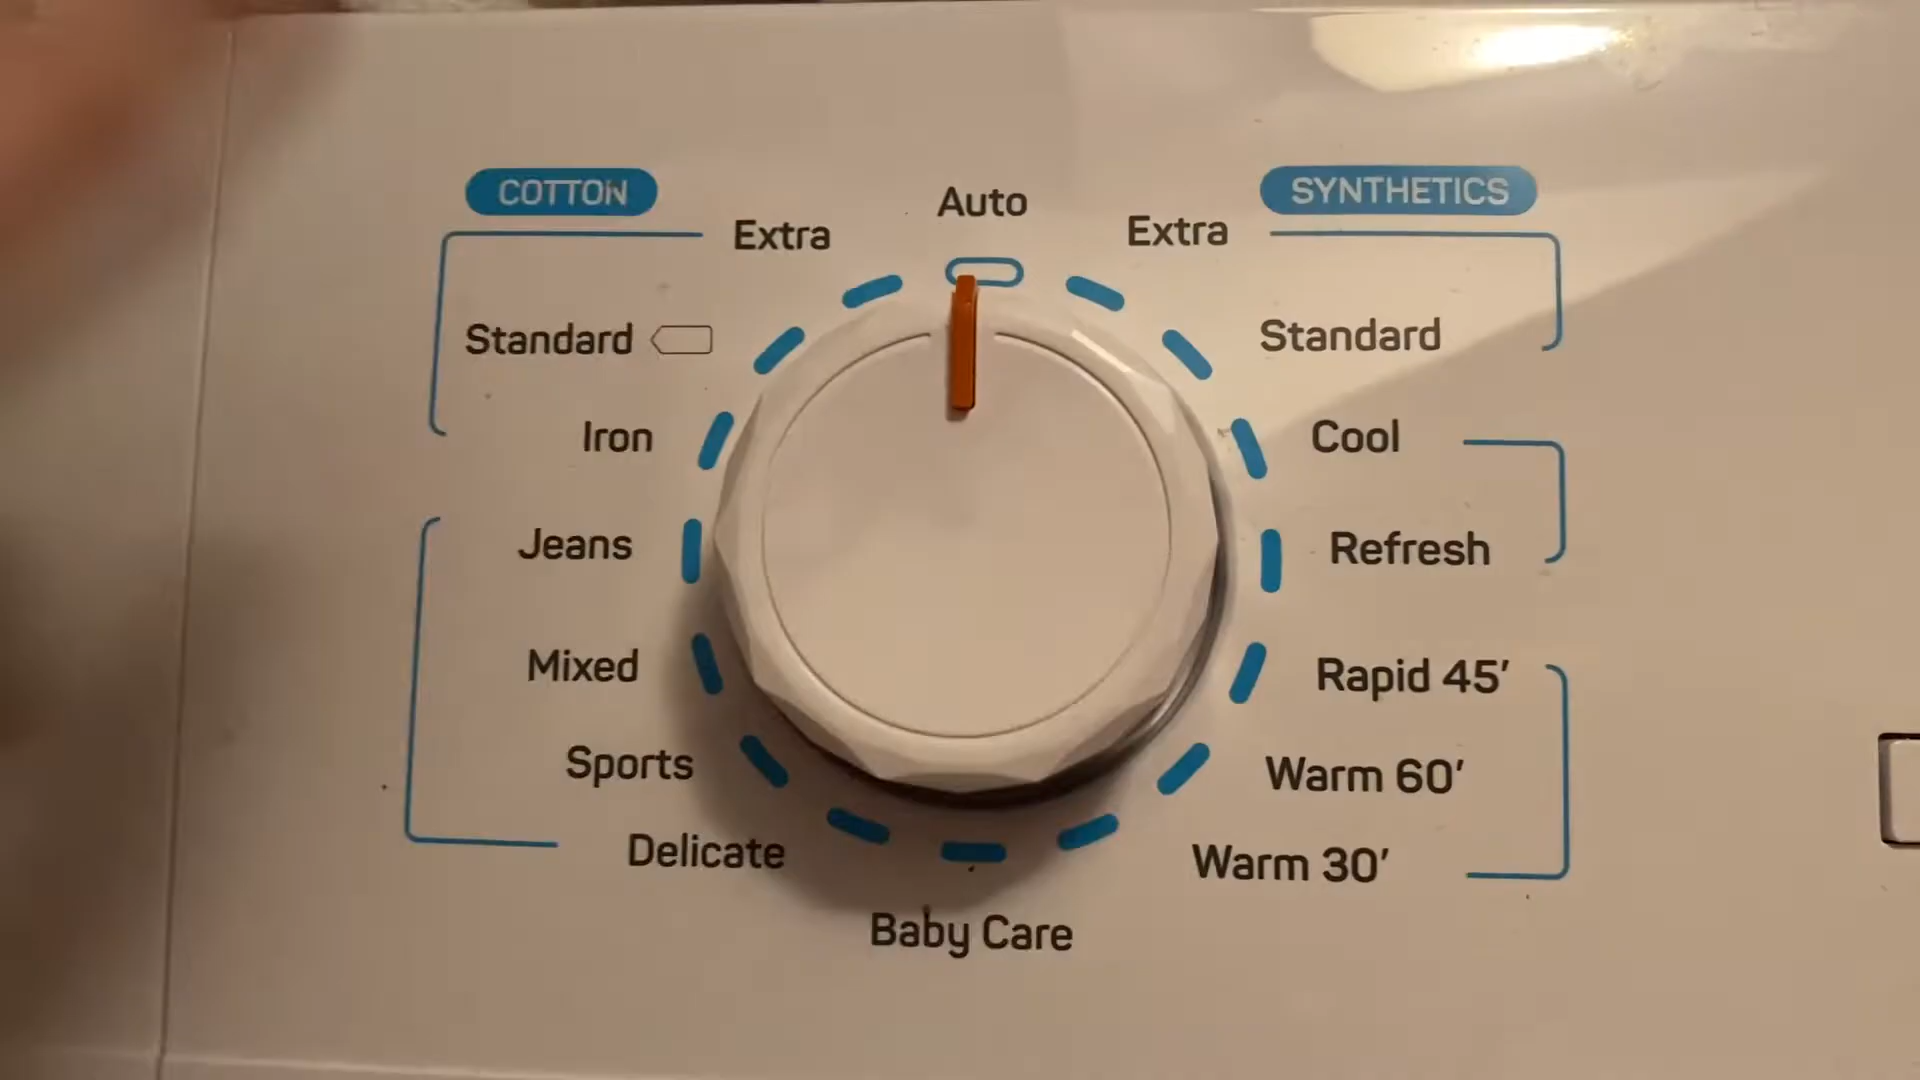 COTTON
Extra
Standard
Iron
Jeans
Mixed
Sports
Delicate
Auto
Baby Care
SYNTHETICS
Extra
Standard
Cool
Refresh
Rapid 45′
Warm 60′
Warm 30′